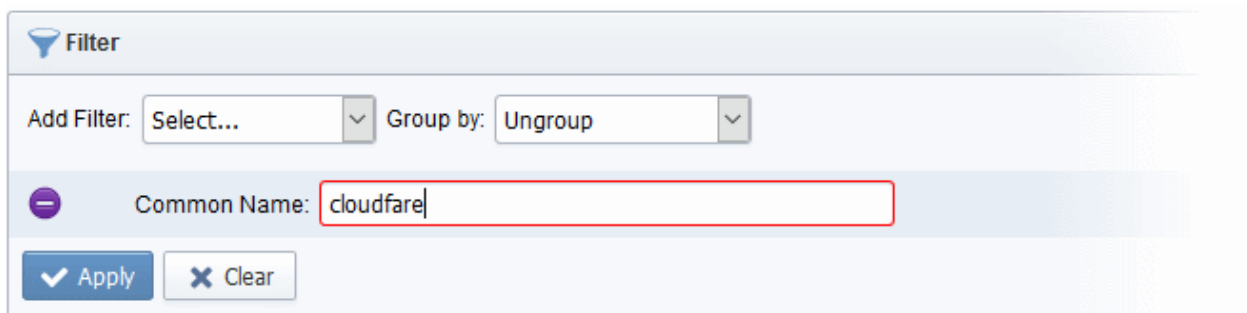 Filter
Add Filter: Select... Group by: Ungroup
Common Name: cloudfare
Apply Clear